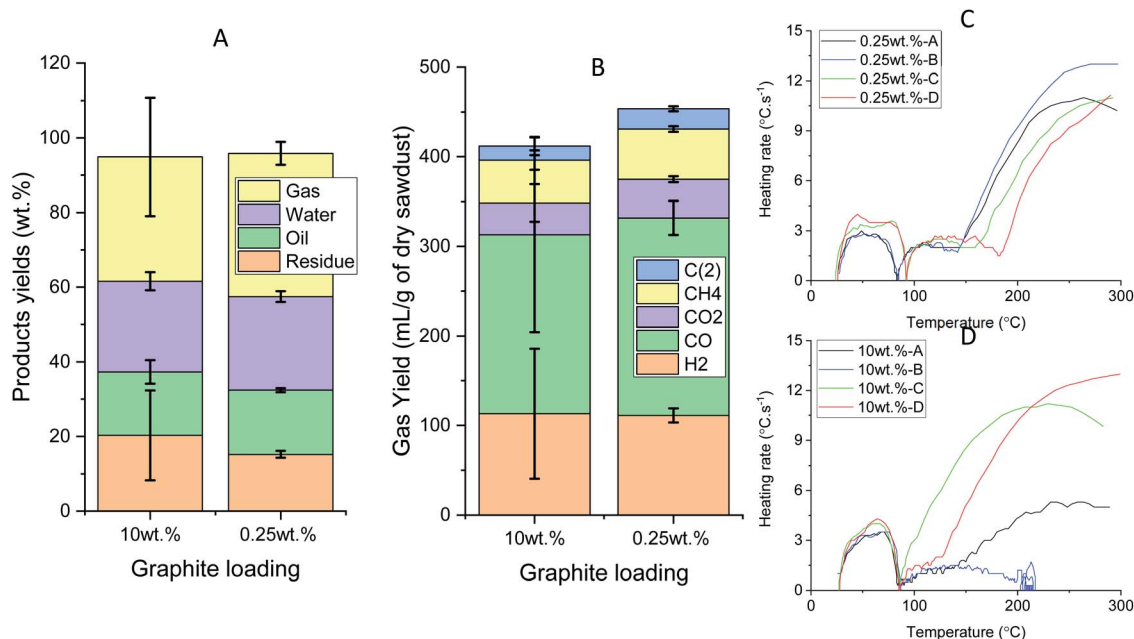 A
Products yields (wt.%)
120
100
80
60
40
20
0
Gas
Water
Oil
Residue
10wt.%
0.25wt.%
Graphite loading
B
Gas Yield (mL/g of dry sawdust)
500
400
300
200
100
0
C(2)
CH4
CO2
CO
H2
10wt.%
0.25wt.%
Graphite loading
C
Heating rate (°C.s¹)
15
12
9
6
3
0
0.25wt.%-A
0.25wt.%-B
0.25wt.%-C
0.25wt.%-D
0
100
200
300
Temperature (°C)
D
Heating rate (°C.s¹)
15
12
9
6
3
0
10wt.%-A
10wt.%-B
10wt.%-C
10wt.%-D
0
100
200
300
Temperature (°C)